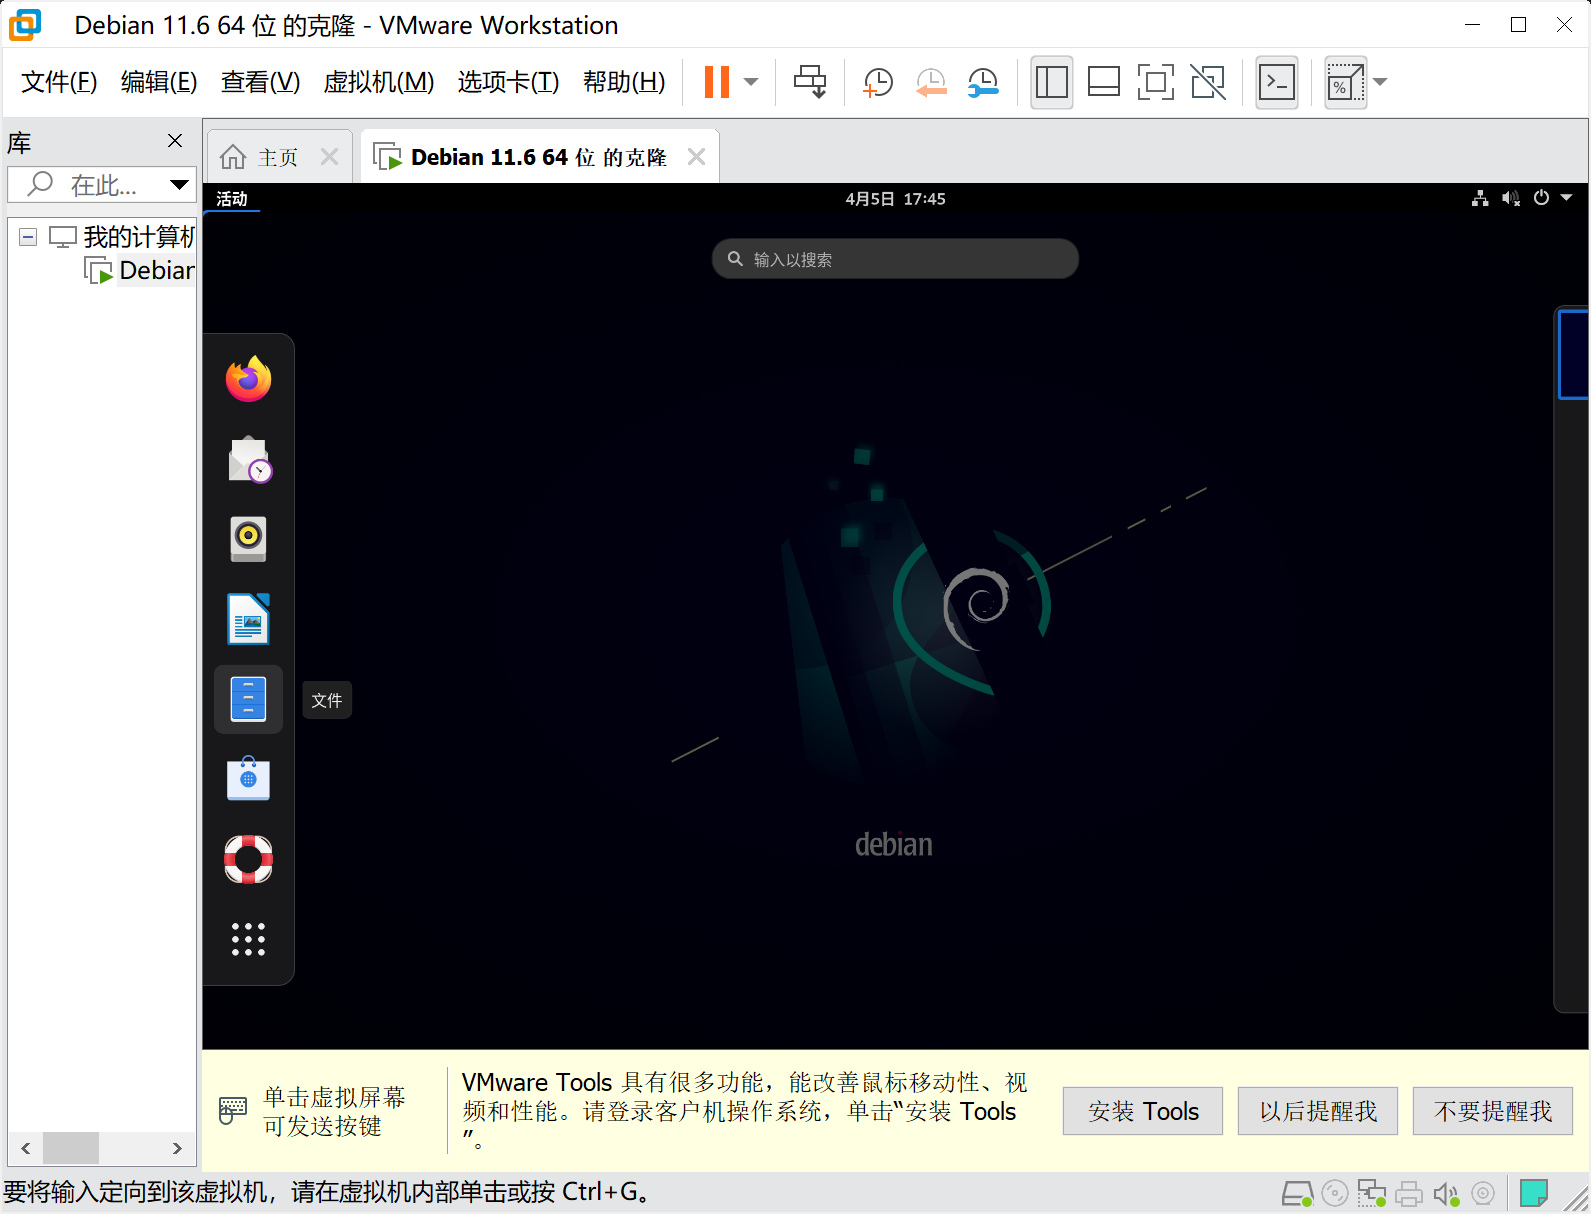 Debian 11.6 64 位 的克隆 - VMware Workstation
文件(F) 编辑(E) 查看(V) 虚拟机(M) 选项卡(T) 帮助(H)
库
在此...
我的计算机
Debian
主页
Debian 11.6 64 位 的克隆
活动
4月5日 17:45
输入以搜索
文件
debian
单击虚拟屏幕
可发送按键
VMware Tools 具有很多功能，能改善鼠标移动性、视
频和性能。请登录客户机操作系统，单击“安装 Tools
”。
安装 Tools
以后提醒我
不要提醒我
要将输入定向到该虚拟机，请在虚拟机内部单击或按 Ctrl+G。